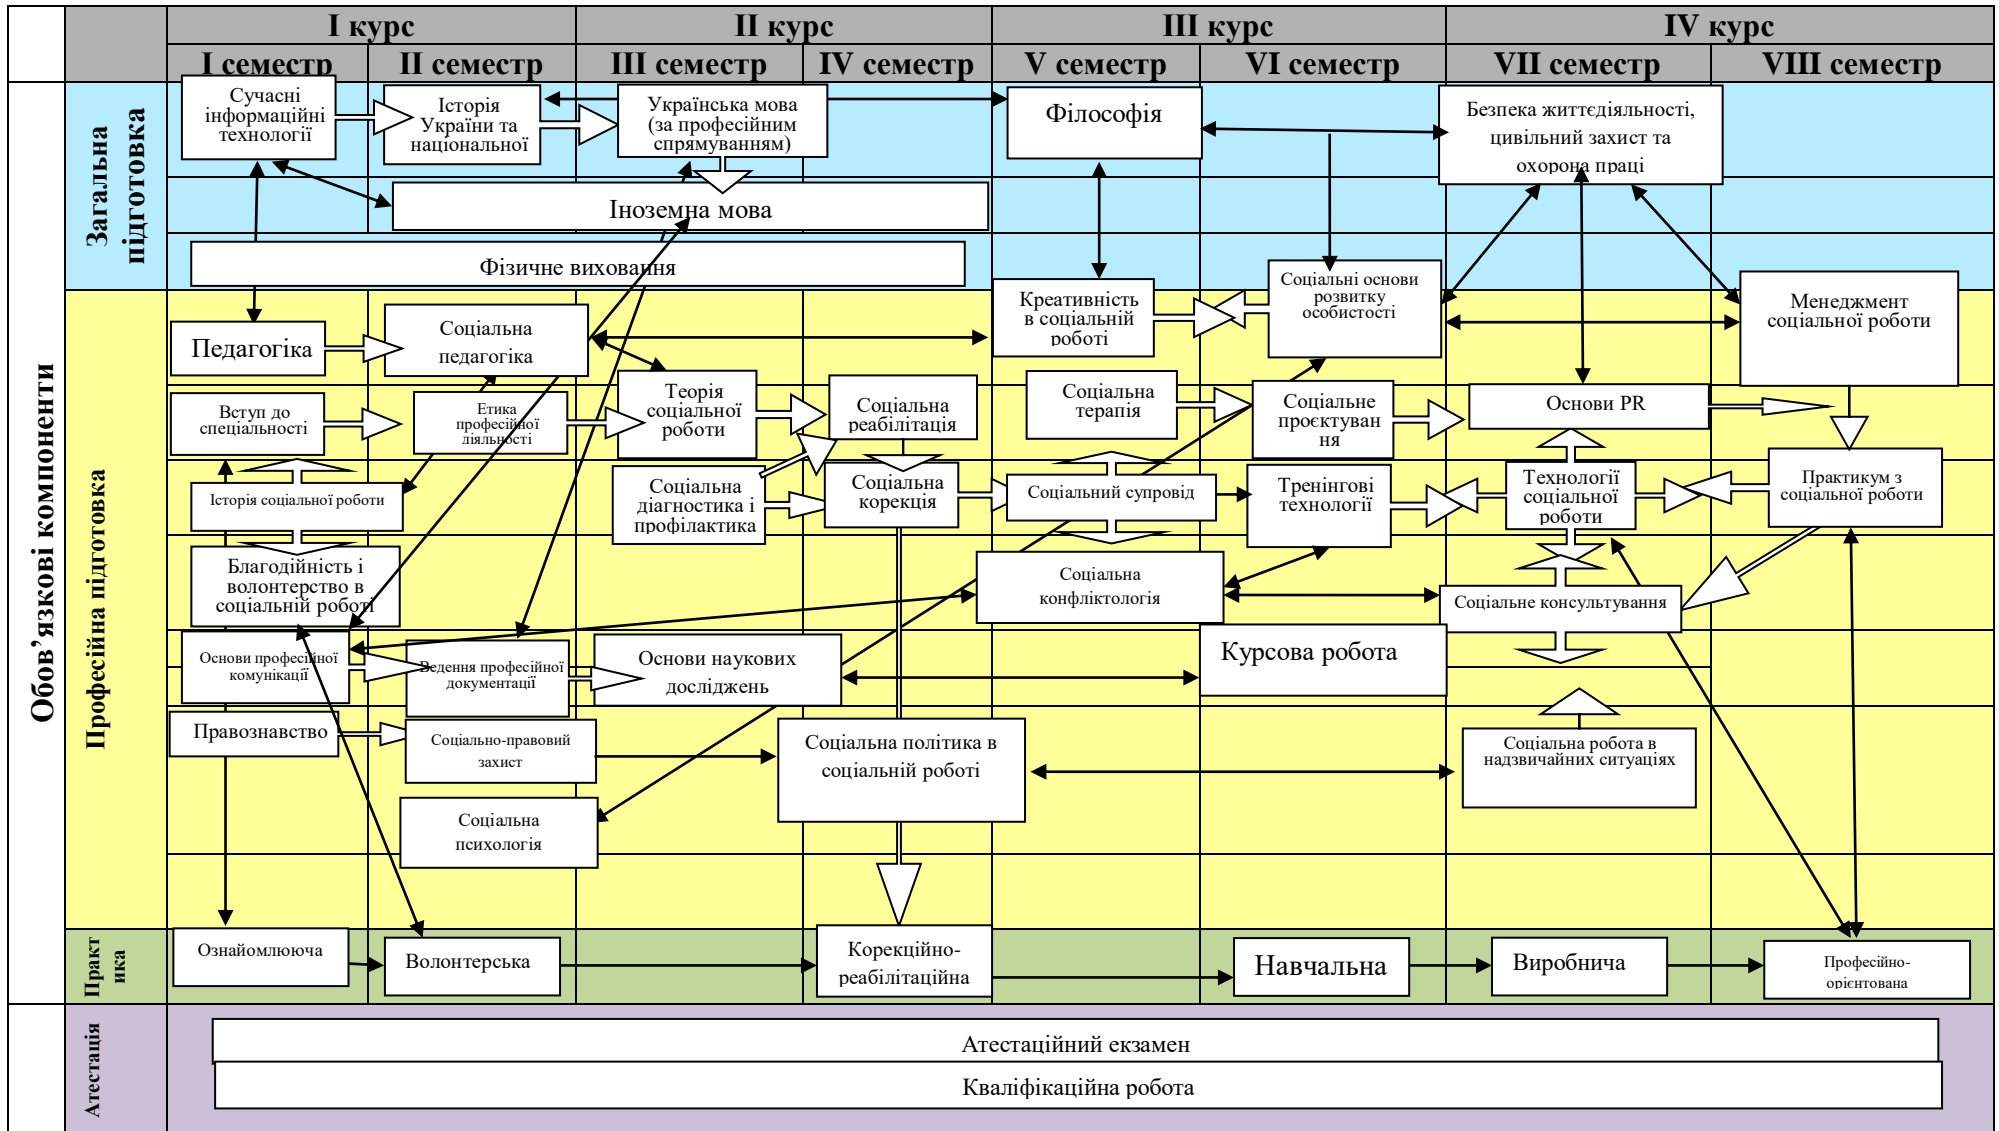 І курс
ІІ курс
ІІІ курс
IV курс
І семестр
ІІ семестр
ІІІ семестр
IV семестр
V семестр
VI семестр
VII семестр
VIII семестр
Обов’язкові компоненти
Загальна
підготовка
Сучасні
інформаційні
технології
Історія
України та
національної
Українська мова
(за професійним
спрямуванням)
Філософія
Безпека життєдіяльності,
цивільний захист та
охорона праці
Іноземна мова
Фізичне виховання
Професійна підготовка
Педагогіка
Соціальна
педагогіка
Креативність
в соціальній
роботі
Соціальні основи
розвитку
особистості
Менеджмент
соціальної роботи
Вступ до
спеціальності
Етика
професійної
діяльності
Теорія
соціальної
роботи
Соціальна
реабілітація
Соціальна
терапія
Соціальне
проєктуван
ня
Основи PR
Історія соціальної роботи
Соціальна
діагностика і
профілактика
Соціальна
корекція
Соціальний супровід
Тренінгові
технології
Технології
соціальної
роботи
Практикум з
соціальної роботи
Благодійність і
волонтерство в
соціальній роботі
Соціальна
конфліктологія
Соціальне консультування
Основи професійної
комунікації
Ведення професійної
документації
Основи наукових
досліджень
Курсова робота
Правознавство
Соціально-правовий
захист
Соціальна політика в
соціальній роботі
Соціальна робота в
надзвичайних ситуаціях
Соціальна
психологія
Практ
ика
Ознайомлююча
Волонтерська
Корекційно-
реабілітаційна
Навчальна
Виробнича
Професійно-
орієнтована
Атестація
Атестаційний екзамен
Кваліфікаційна робота